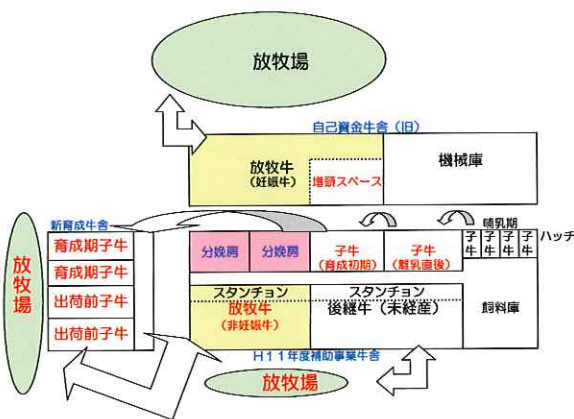 放牧場
自己資金牛舎（旧）
放牧牛
（妊娠牛）
増頭スペース
機械庫
新育成牛舎
哺乳期
育成期子牛
育成期子牛
出荷前子牛
出荷前子牛
放牧場
分娩房
分娩房
子牛
（育成初期）
子牛
（離乳直後）
子牛
子牛
子牛
子牛
ハッチ
スタンチョン
放牧牛
（非妊娠牛）
スタンチョン
後継牛（未経産）
飼料庫
Ｈ１１年度補助事業牛舎
放牧場